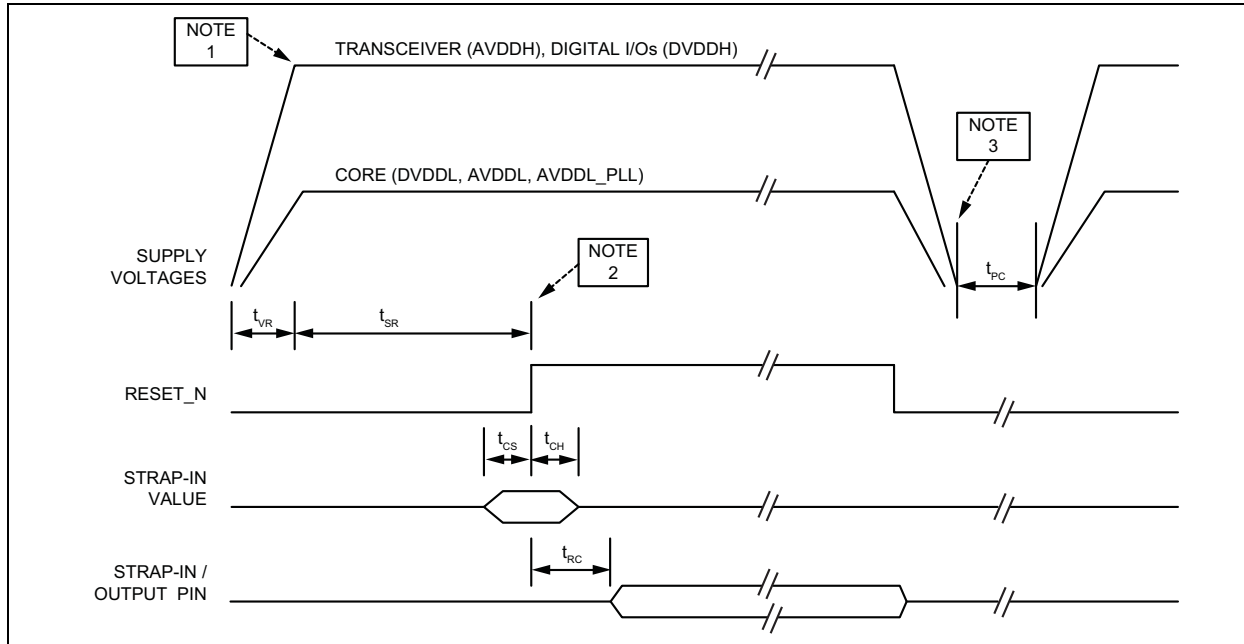 NOTE
1
TRANSCEIVER (AVDDH), DIGITAL I/Os (DVDDH)
NOTE
3
CORE (DVDDL, AVDDL, AVDDL_PLL)
NOTE
2
SUPPLY
VOLTAGES
tPC
tVR
tSR
RESET_N
tCS
tCH
STRAP-IN
VALUE
tRC
STRAP-IN /
OUTPUT PIN